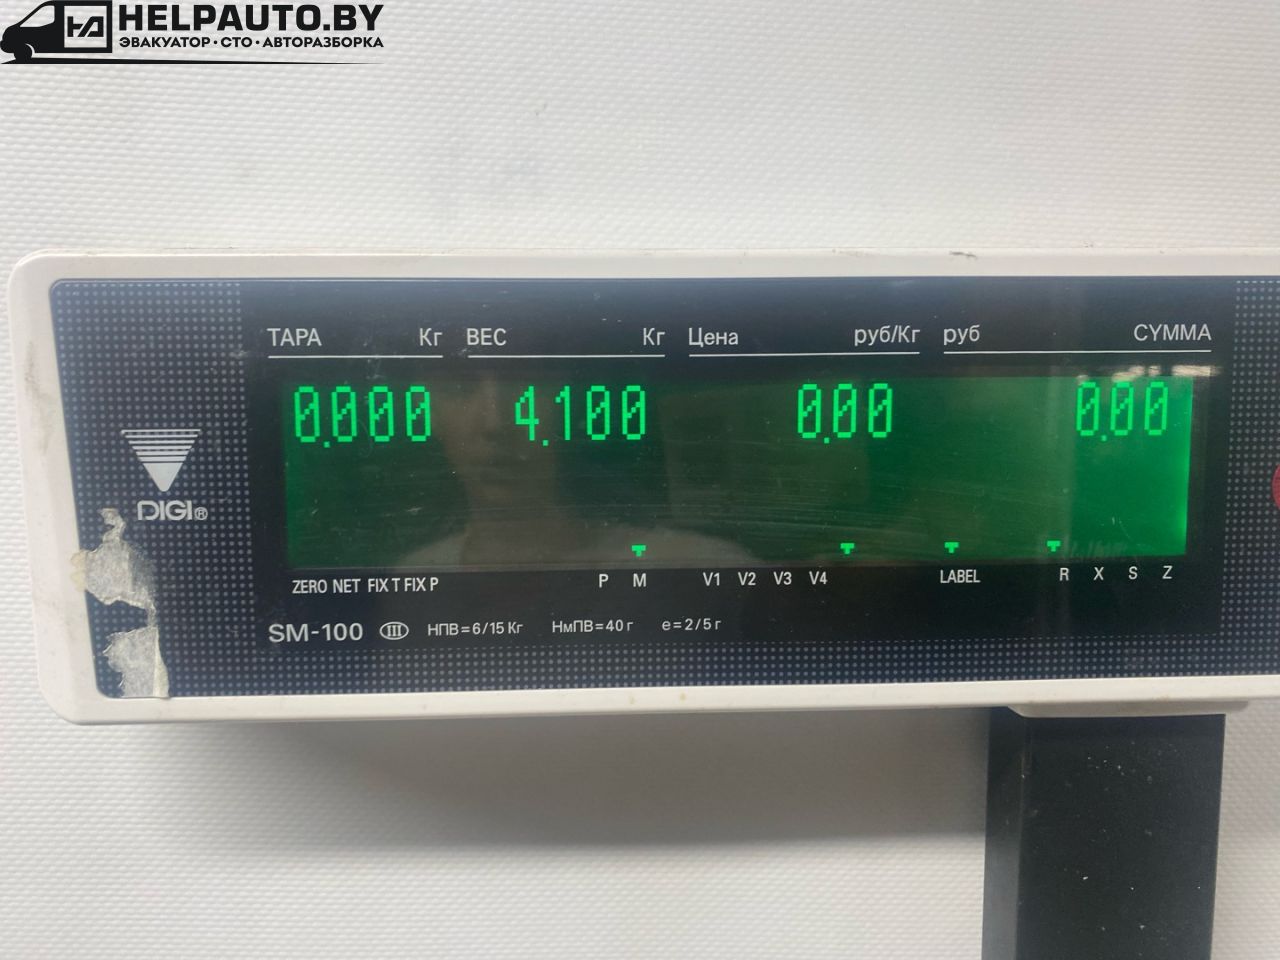 HELPAUTO.BY
ЭВАКУАТОР · СТО · АВТОРАЗБОРКА
ТАРА Кг ВЕС Кг Цена руб/Кг руб СУММА
0.000 4.100 0.00 0.00
DIGI®
ZERO NET FIX T FIX P P M V1 V2 V3 V4 LABEL R X S Z
SM-100 III НПВ=6/15 Кг НмПВ=40 г e=2/5 г